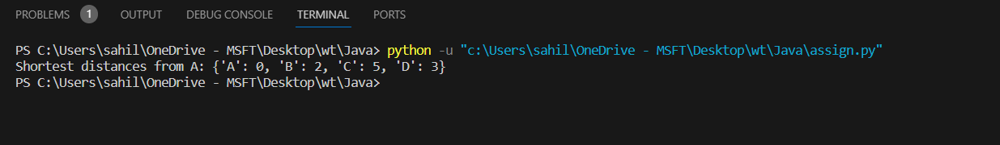 PROBLEMS 1 OUTPUT DEBUG CONSOLE TERMINAL PORTS
PS C:\Users\sahil\OneDrive - MSFT\Desktop\wt\Java> python -u "c:\Users\sahil\OneDrive - MSFT\Desktop\wt\Java\assign.py"
Shortest distances from A: {'A': 0, 'B': 2, 'C': 5, 'D': 3}
PS C:\Users\sahil\OneDrive - MSFT\Desktop\wt\Java>